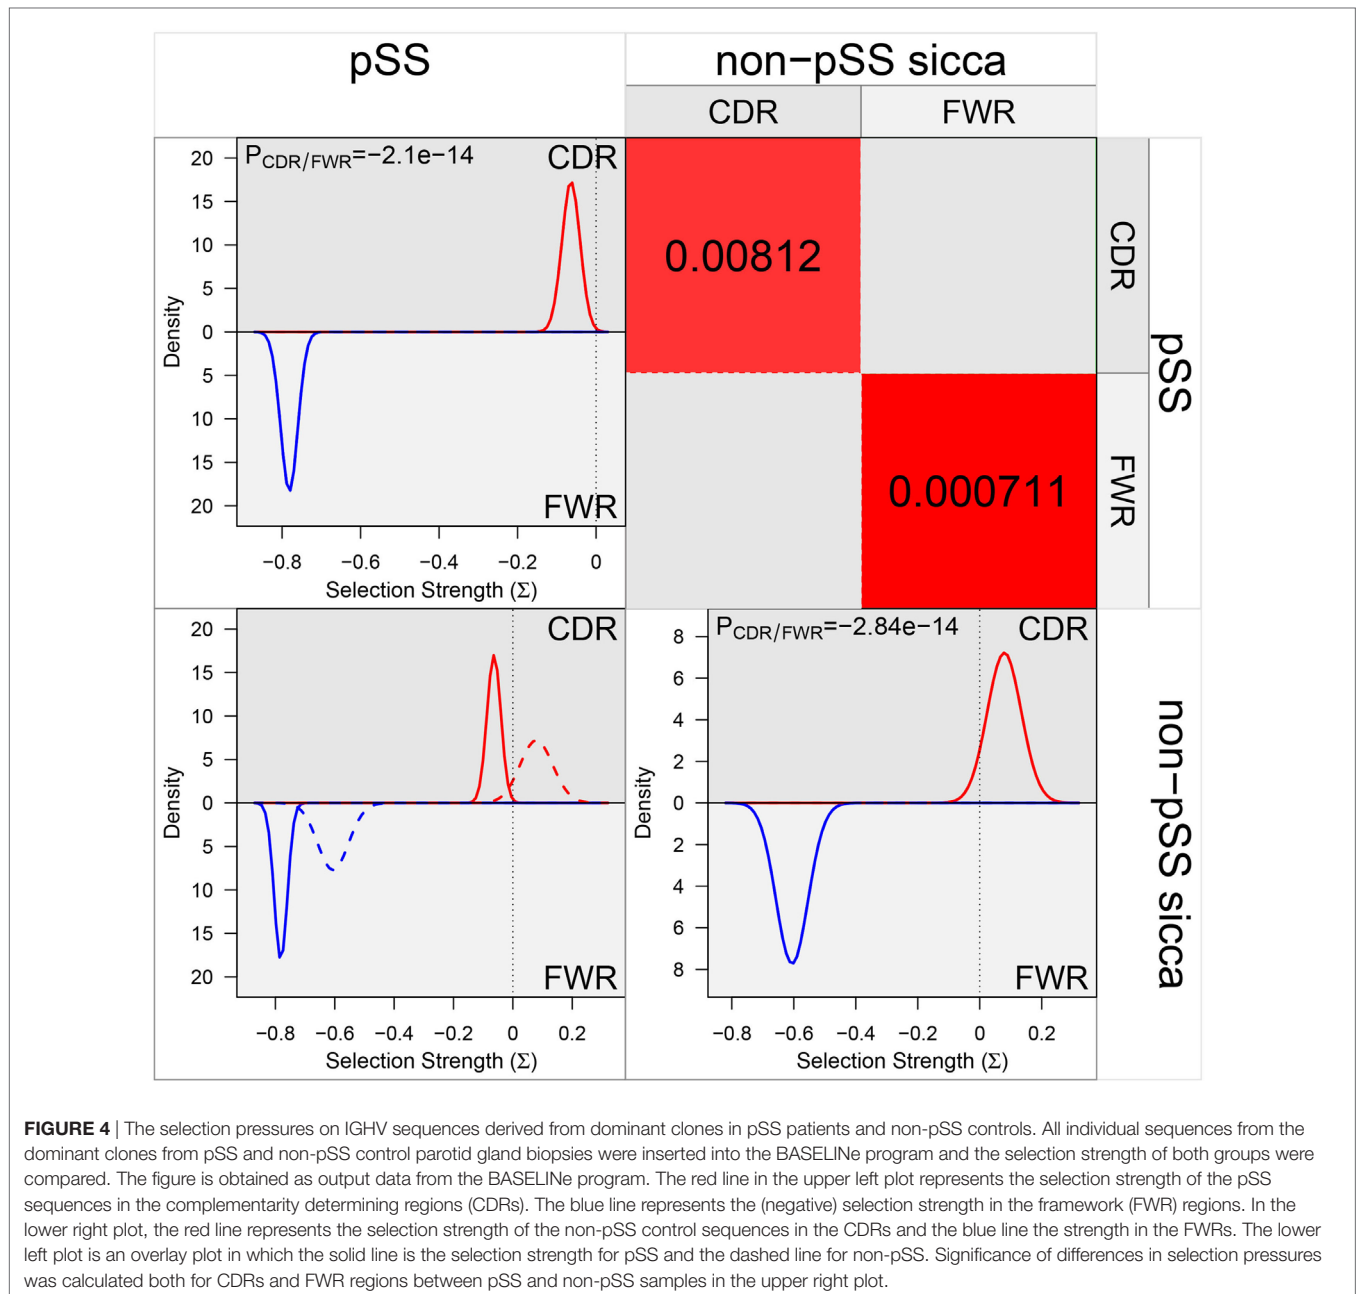 pSS
non−pSS sicca
CDR
FWR
20
15
10
5
0
5
10
15
20
Density
P_CDR/FWR=−2.1e−14
CDR
FWR
−0.8
−0.6
−0.4
−0.2
0
Selection Strength (Σ)
0.00812
0.000711
CDR
FWR
pSS
20
15
10
5
0
5
10
15
20
Density
CDR
FWR
−0.8
−0.6
−0.4
−0.2
0
0.2
Selection Strength (Σ)
8
6
4
2
0
2
4
6
8
Density
P_CDR/FWR=−2.84e−14
CDR
FWR
−0.8
−0.6
−0.4
−0.2
0
0.2
Selection Strength (Σ)
non−pSS sicca
FIGURE 4 | The selection pressures on IGHV sequences derived from dominant clones in pSS patients and non-pSS controls. All individual sequences from the
dominant clones from pSS and non-pSS control parotid gland biopsies were inserted into the BASELINe program and the selection strength of both groups were
compared. The figure is obtained as output data from the BASELINe program. The red line in the upper left plot represents the selection strength of the pSS
sequences in the complementarity determining regions (CDRs). The blue line represents the (negative) selection strength in the framework (FWR) regions. In the
lower right plot, the red line represents the selection strength of the non-pSS control sequences in the CDRs and the blue line the strength in the FWRs. The lower
left plot is an overlay plot in which the solid line is the selection strength for pSS and the dashed line for non-pSS. Significance of differences in selection pressures
was calculated both for CDRs and FWR regions between pSS and non-pSS samples in the upper right plot.